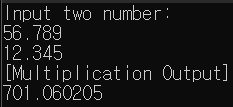 Input two number:
56.789
12.345
[Multiplication Output]
701.060205